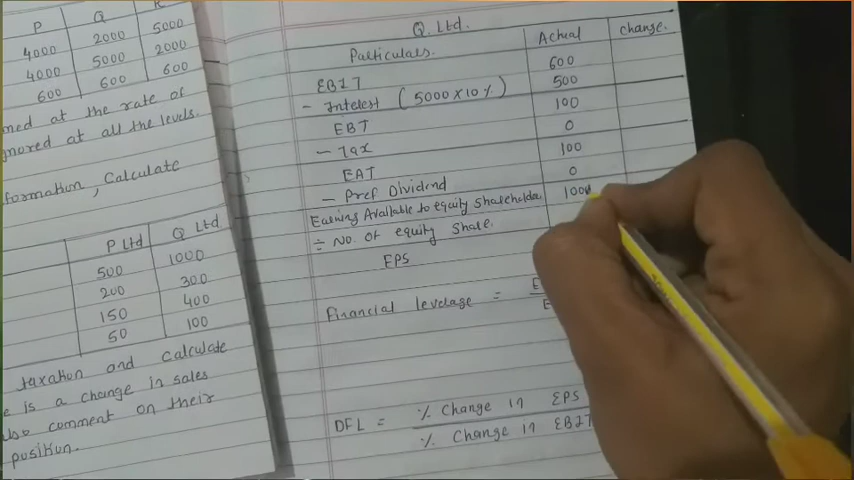 P Q R
4000 2000 5000
4000 5000 2000
600 600 600
med at the rate of
gnored at all the levels.
formation, Calculate
P Ltd Q Ltd
500 1000
200 300
150 400
50 100
taxation and calculate
e is a change in sales
lso comment on their
position.
Q. Ltd.
Particulars. Actual change.
EBIT 600
- Interest (5000 X 10 %) 500
EBT 100
- Tax 0
EAT 100
- Pref Dividend 0
Earning Available to equity shareholder 100
÷ No. of equity share.
EPS
Financial leverage =
DFL = % Change in EPS
% Change in EBIT